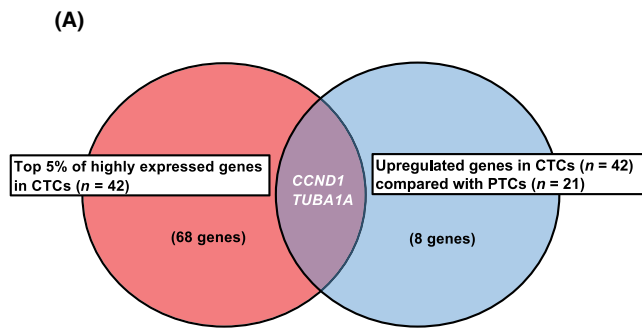 (A)
Top 5% of highly expressed genes
in CTCs (n = 42)
CCND1
TUBA1A
Upregulated genes in CTCs (n = 42)
compared with PTCs (n = 21)
(68 genes)
(8 genes)